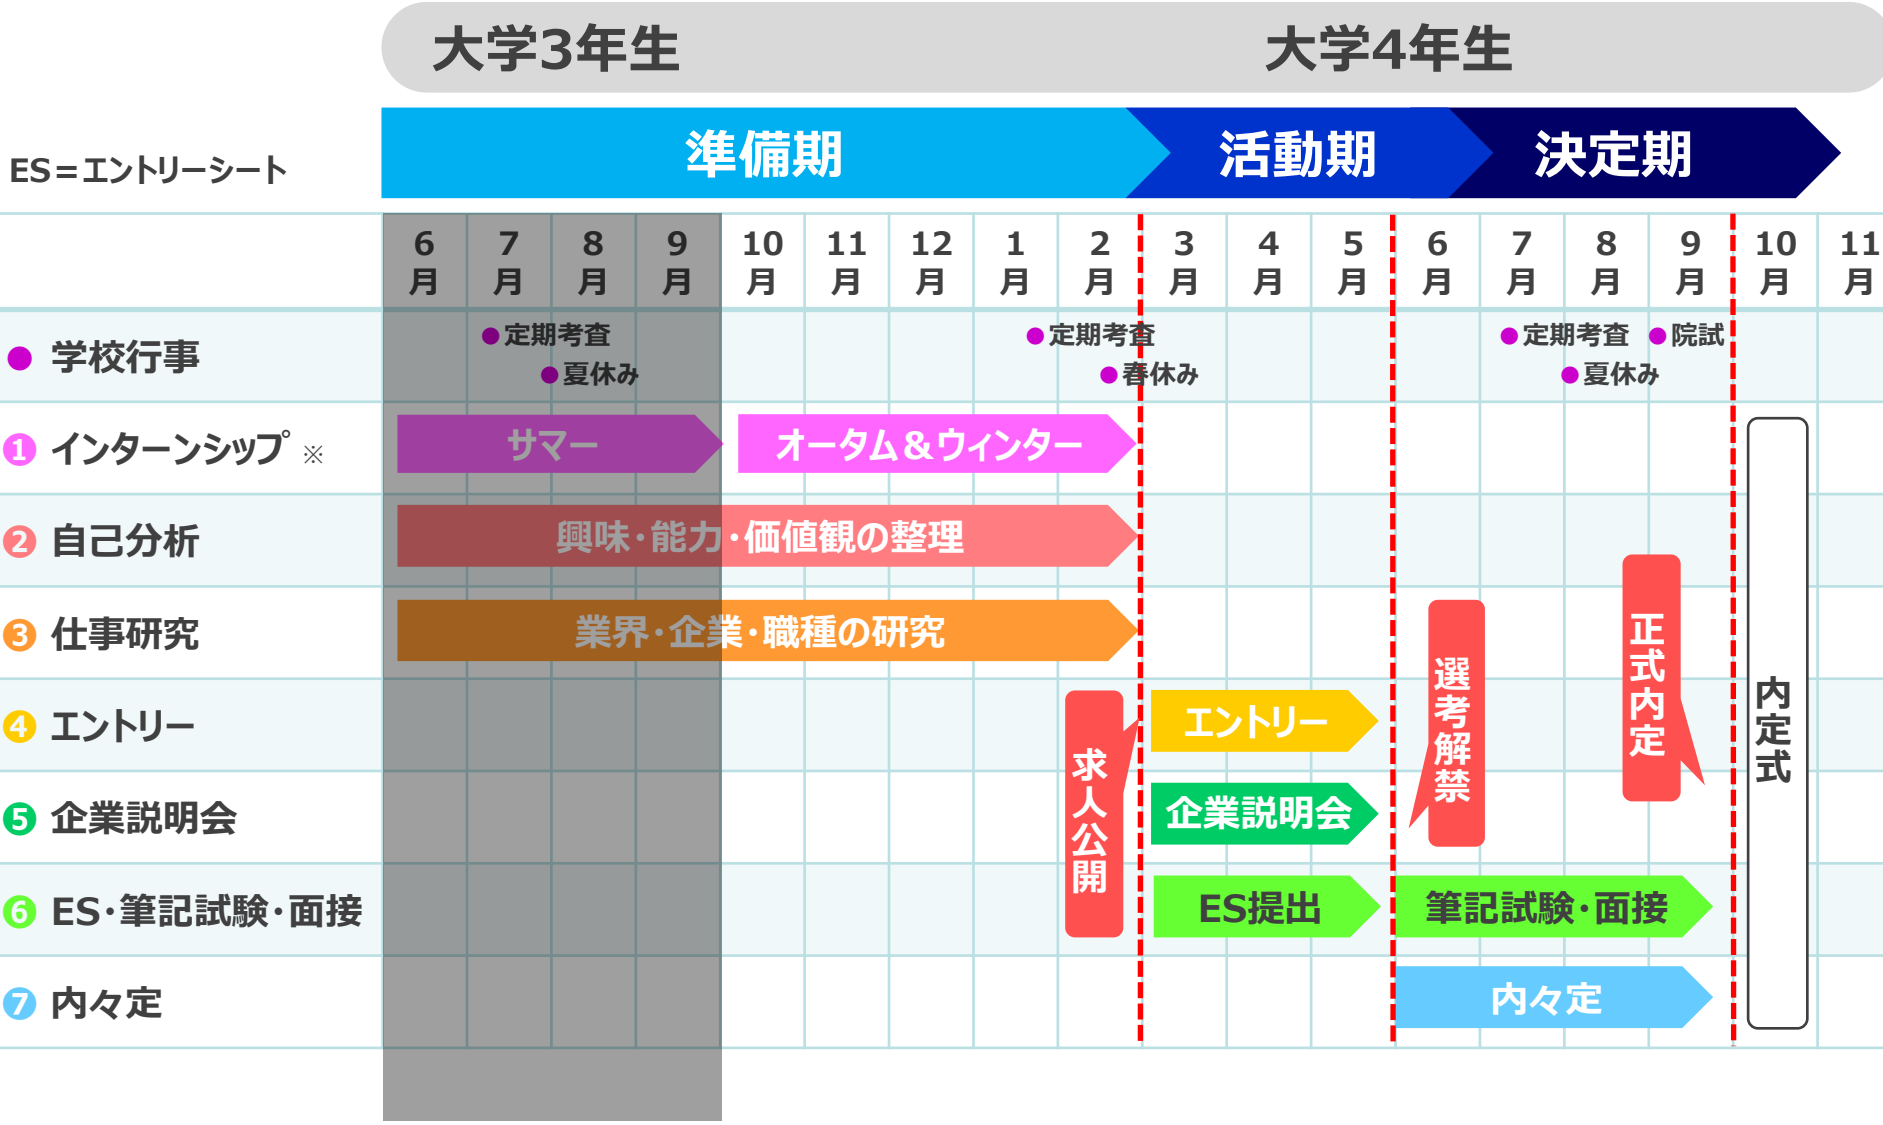 大学3年生 大学4年生
準備期 活動期 決定期
ES=エントリーシート
6月 7月 8月 9月 10月 11月 12月 1月 2月 3月 4月 5月 6月 7月 8月 9月 10月 11月
● 学校行事
●定期考査 ●定期考査 ●定期考査 ●院試
●夏休み ●春休み ●夏休み
❶ インターンシップ ※
サマー オータム&ウィンター
❷ 自己分析
興味・能力・価値観の整理
❸ 仕事研究
業界・企業・職種の研究
❹ エントリー
エントリー
❺ 企業説明会
企業説明会
❻ ES・筆記試験・面接
ES提出 筆記試験・面接
❼ 内々定
内々定
求人公開
選考解禁
正式内定
内定式